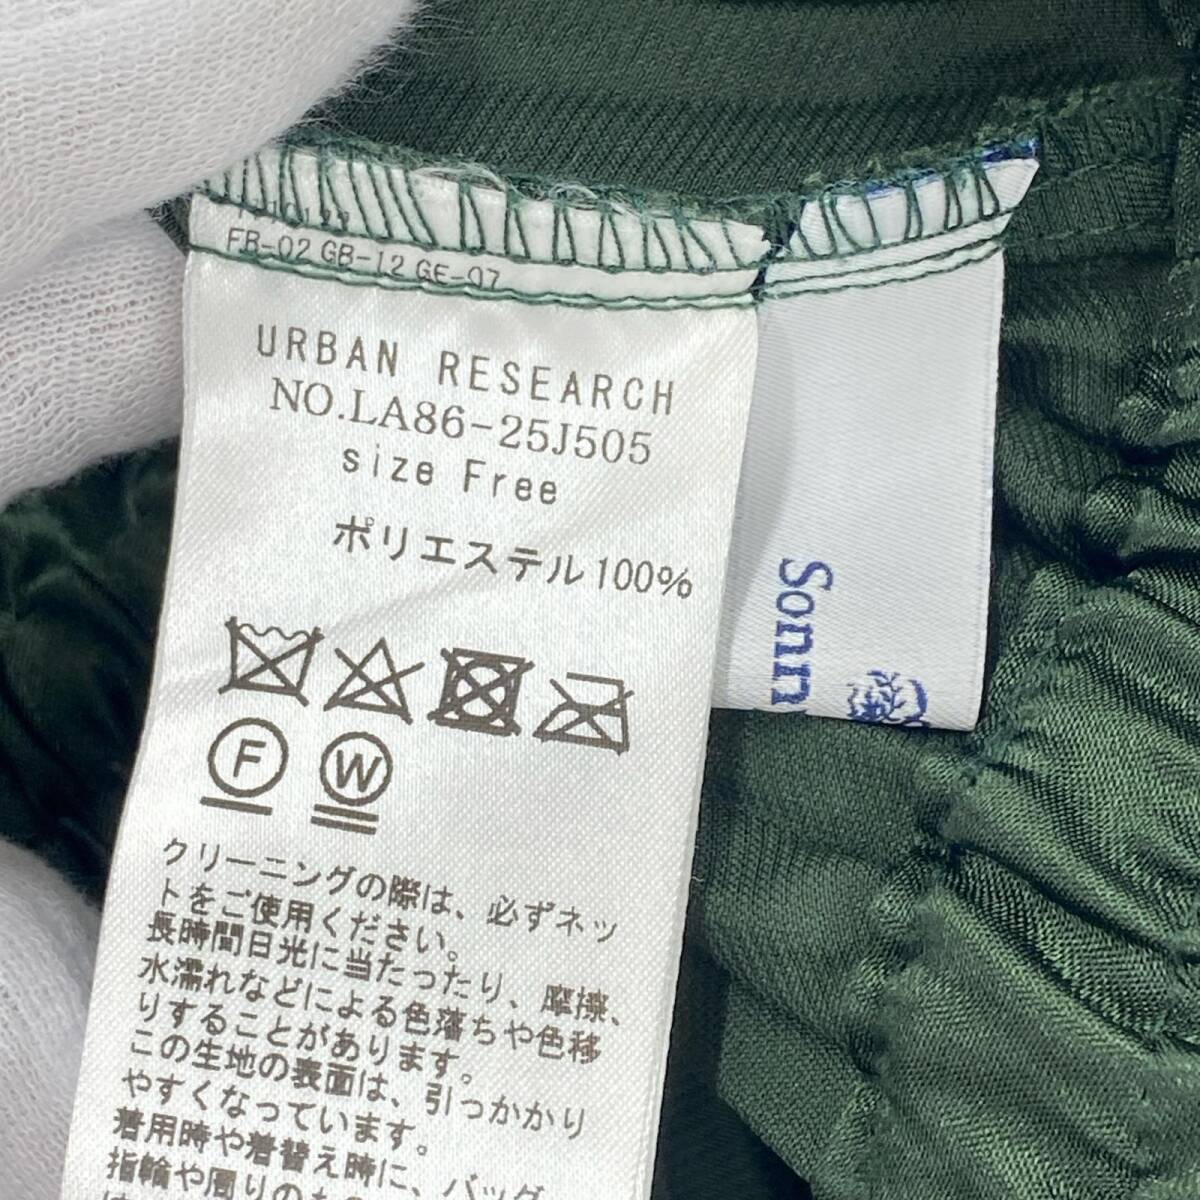 FB-02 GB-12 GE-07
URBAN RESEARCH
NO.LA86-25J505
size Free
ポリエステル100%
F
W
クリーニングの際は、必ずネッ
トをご使用ください。
長時間日光に当たったり、摩擦、
水濡れなどによる色落ちや色移
りすることがあります。
この生地の表面は、引っかかり
やすくなっています。
着用時や着替え時に、バッグ
指輪や周りのもの
Sonn